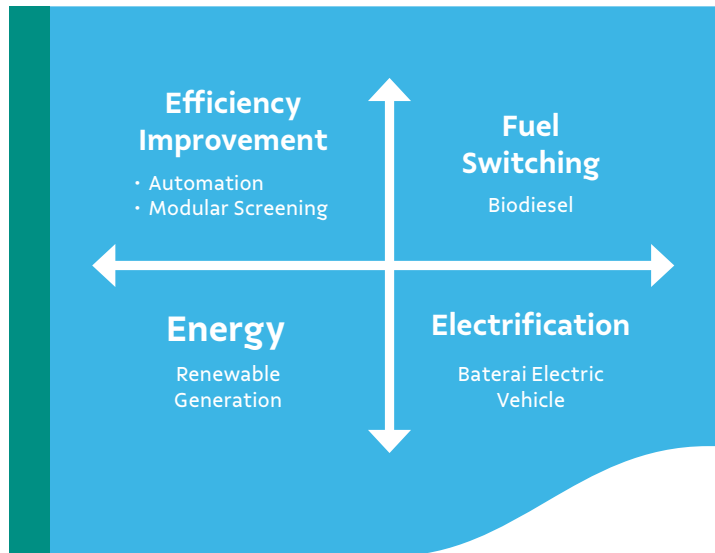 Efficiency
Improvement
• Automation
• Modular Screening
Fuel
Switching
Biodiesel
Energy
Renewable
Generation
Electrification
Baterai Electric
Vehicle